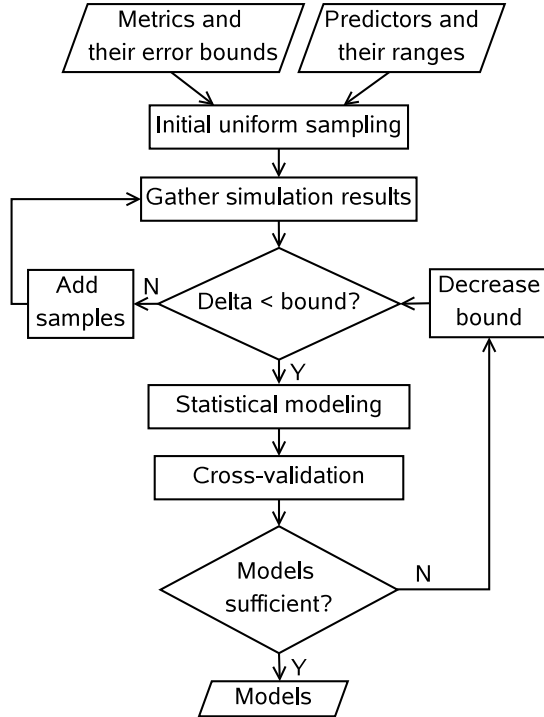 Metrics and
their error bounds
Predictors and
their ranges
Initial uniform sampling
Gather simulation results
Add
samples
N
Delta < bound?
Decrease
bound
Y
Statistical modeling
Cross-validation
Models
sufficient?
N
Y
Models